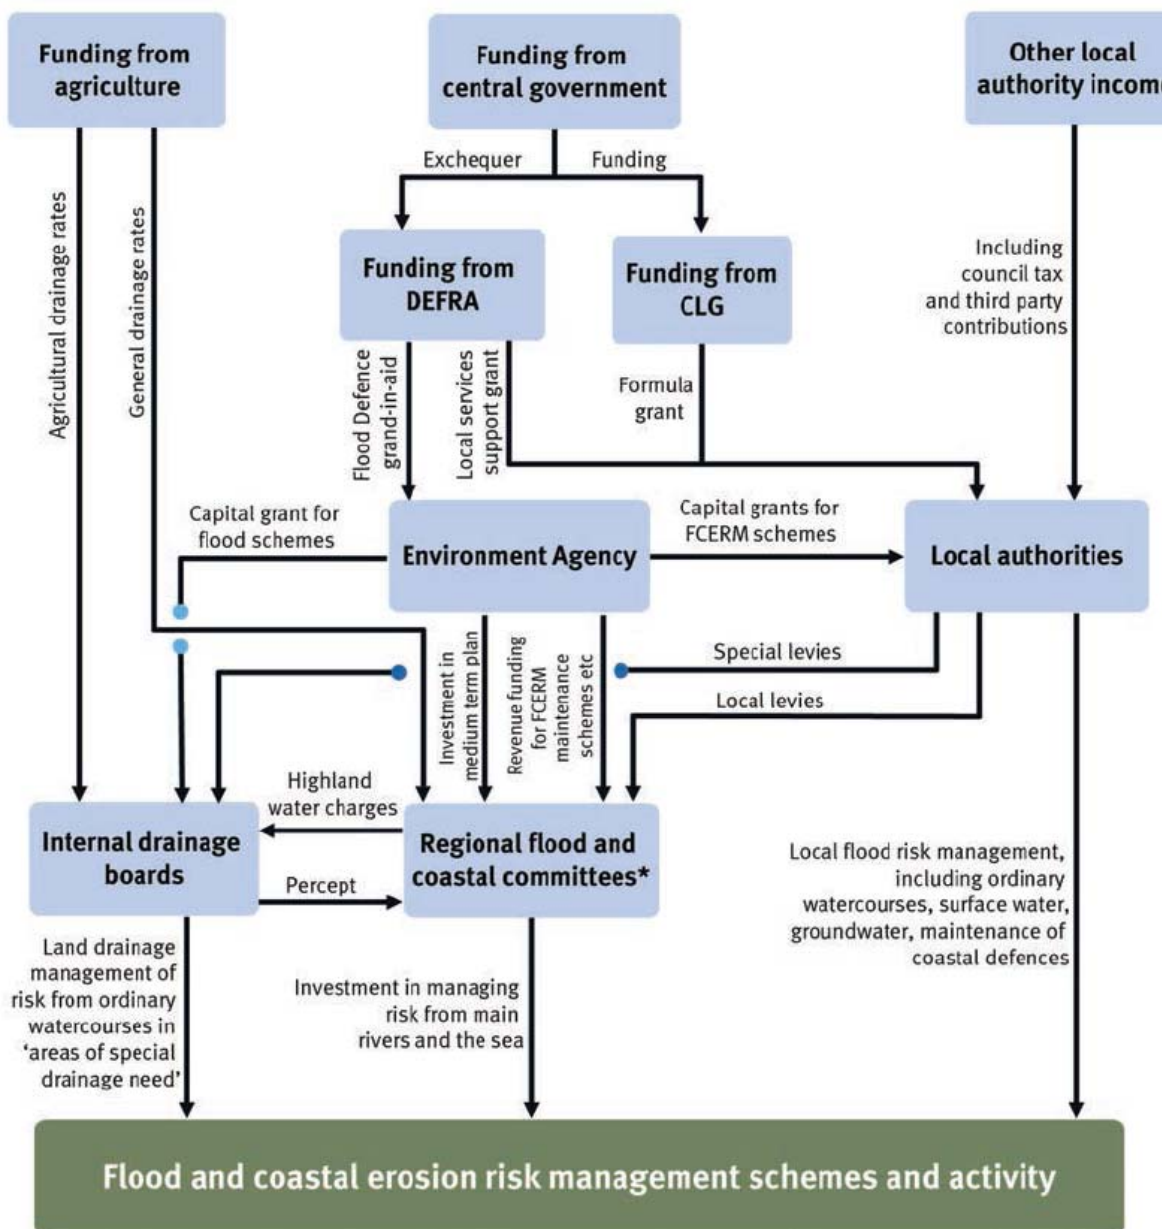 Funding from
agriculture
Funding from
central government
Other local
authority incom
Exchequer
Funding
Agricultural drainage rates
General drainage rates
Funding from
DEFRA
Funding from
CLG
Including
council tax
and third party
contributions
Flood Defence
grand-in-aid
Local services
support grant
Formula
grant
Capital grant for
flood schemes
Environment Agency
Capital grants for
FCERM schemes
Local authorities
Investment in
medium term plan
Revenue funding
for FCERM
maintenance
schemes etc
Special levies
Local levies
Highland
water charges
Internal drainage
boards
Regional flood and
coastal committees*
Percept
Local flood risk management,
including ordinary
watercourses, surface water,
groundwater, maintenance of
coastal defences
Land drainage
management of
risk from ordinary
watercourses in
‘areas of special
drainage need’
Investment in managing
risk from main
rivers and the sea
Flood and coastal erosion risk management schemes and activity